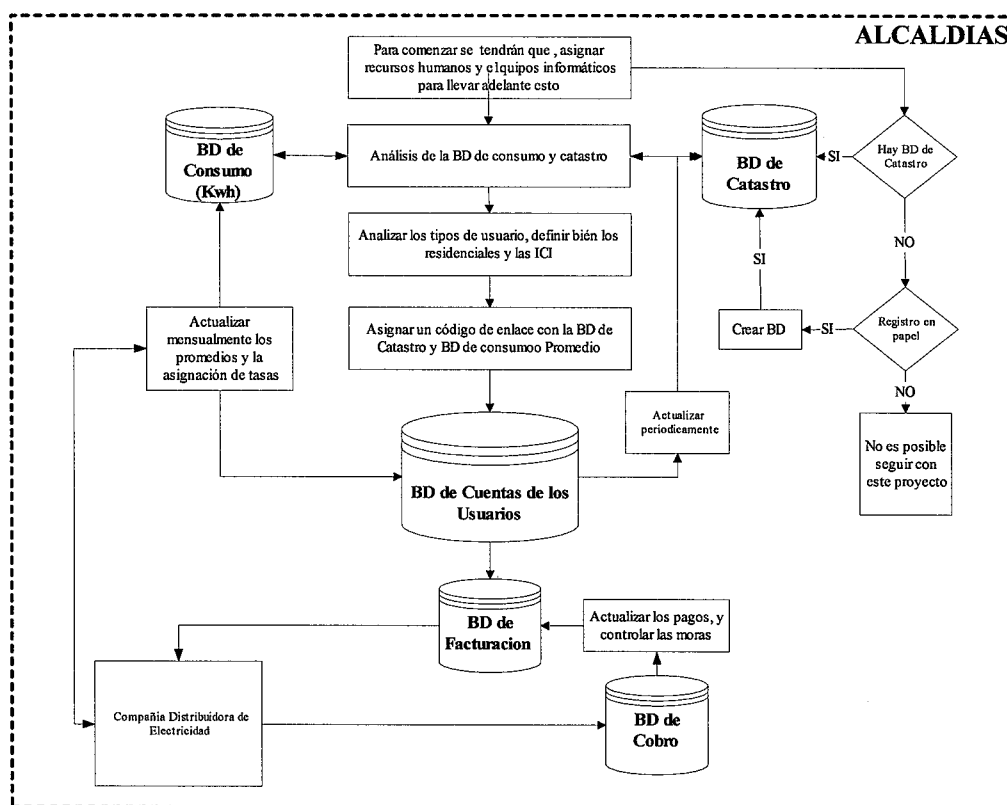 ALCALDIAS
Para comenzar se tendrán que , asignar
recursos humanos y elquipos informáticos
para llevar adelante esto
BD de
Consumo
(Kwh)
Análisis de la BD de consumo y catastro
BD de
Catastro
SI
Hay BD de
Catastro
NO
Analizar los tipos de usuario, definir bién los
residenciales y las ICI
SI
Actualizar
mensualmente los
promedios y la
asignación de tasas
Asignar un código de enlace con la BD de
Catastro y BD de consumoo Promedio
Crear BD
SI
Registro en
papel
NO
Actualizar
periodicamente
No es posible
seguir con
este proyecto
BD de Cuentas de los
Usuarios
BD de
Facturacion
Actualizar los pagos, y
controlar las moras
Compañia Distribuidora de
Electricidad
BD de
Cobro